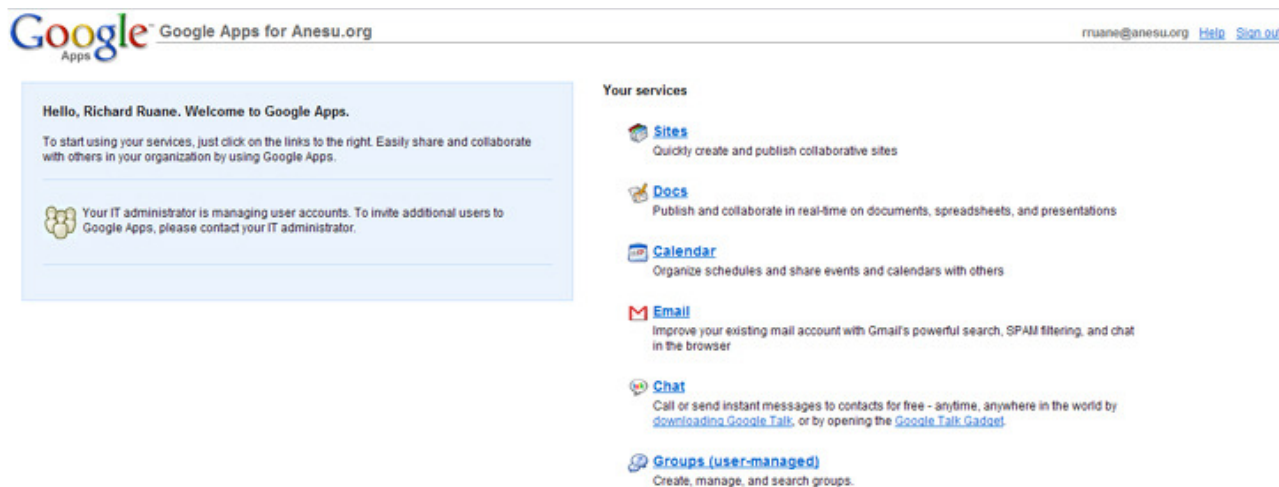 Google Apps
Google Apps for Anesu.org
rruane@anesu.org Help Sign out
Hello, Richard Ruane. Welcome to Google Apps.
To start using your services, just click on the links to the right. Easily share and collaborate
with others in your organization by using Google Apps.
Your IT administrator is managing user accounts. To invite additional users to
Google Apps, please contact your IT administrator.
Your services
Sites
Quickly create and publish collaborative sites
Docs
Publish and collaborate in real-time on documents, spreadsheets, and presentations
Calendar
Organize schedules and share events and calendars with others
Email
Improve your existing mail account with Gmail's powerful search, SPAM filtering, and chat
in the browser
Chat
Call or send instant messages to contacts for free - anytime, anywhere in the world by
downloading Google Talk, or by opening the Google Talk Gadget.
Groups (user-managed)
Create, manage, and search groups.